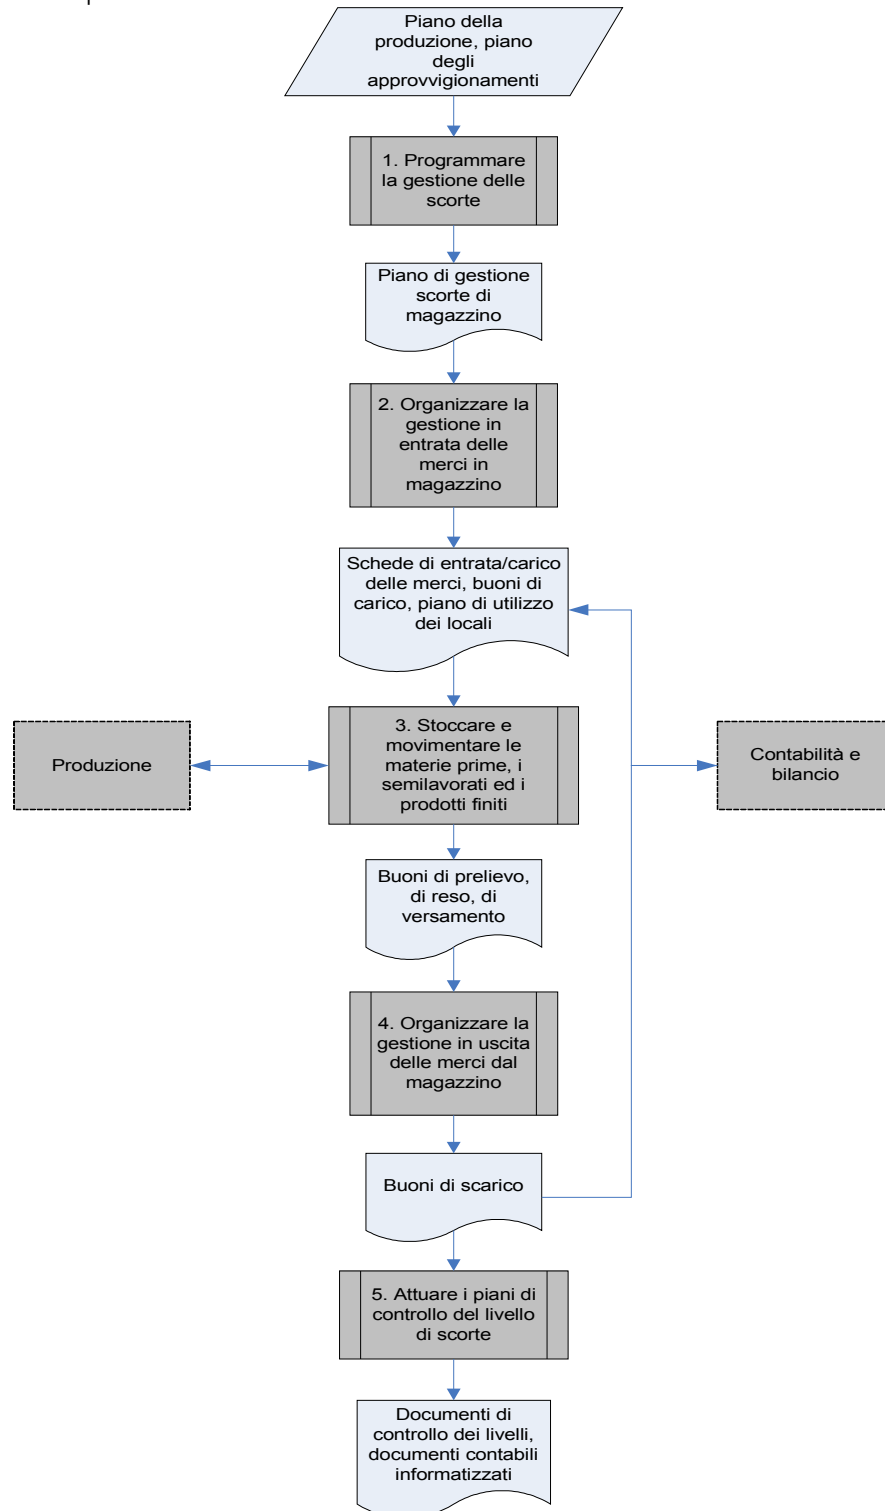 Piano della
produzione, piano
degli
approvvigionamenti
1. Programmare
la gestione delle
scorte
Piano di gestione
scorte di
magazzino
2. Organizzare la
gestione in
entrata delle
merci in
magazzino
Schede di entrata/carico
delle merci, buoni di
carico, piano di utilizzo
dei locali
Produzione
3. Stoccare e
movimentare le
materie prime, i
semilavorati ed i
prodotti finiti
Contabilità e
bilancio
Buoni di prelievo,
di reso, di
versamento
4. Organizzare la
gestione in uscita
delle merci dal
magazzino
Buoni di scarico
5. Attuare i piani di
controllo del livello
di scorte
Documenti di
controllo dei livelli,
documenti contabili
informatizzati